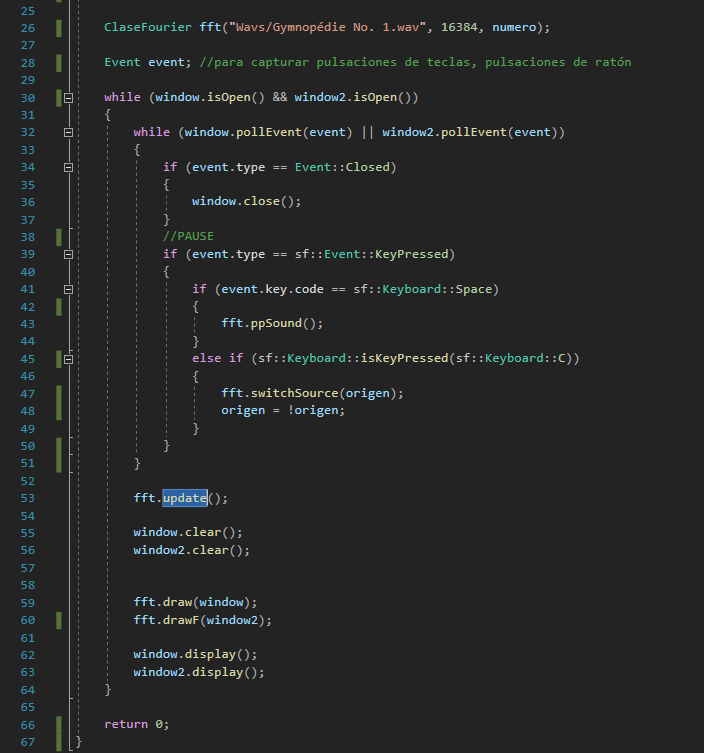 25
26 ClaseFourier fft("Wavs/Gymnopédie No. 1.wav", 16384, numero);
27
28 Event event; //para capturar pulsaciones de teclas, pulsaciones de ratón
29
30 while (window.isOpen() && window2.isOpen())
31 {
32 while (window.pollEvent(event) || window2.pollEvent(event))
33 {
34 if (event.type == Event::Closed)
35 {
36 window.close();
37 }
38 //PAUSE
39 if (event.type == sf::Event::KeyPressed)
40 {
41 if (event.key.code == sf::Keyboard::Space)
42 {
43 fft.ppSound();
44 }
45 else if (sf::Keyboard::isKeyPressed(sf::Keyboard::C))
46 {
47 fft.switchSource(origen);
48 origen = !origen;
49 }
50 }
51 }
52
53 fft.update();
54
55 window.clear();
56 window2.clear();
57
58
59 fft.draw(window);
60 fft.drawF(window2);
61
62 window.display();
63 window2.display();
64 }
65
66 return 0;
67 }